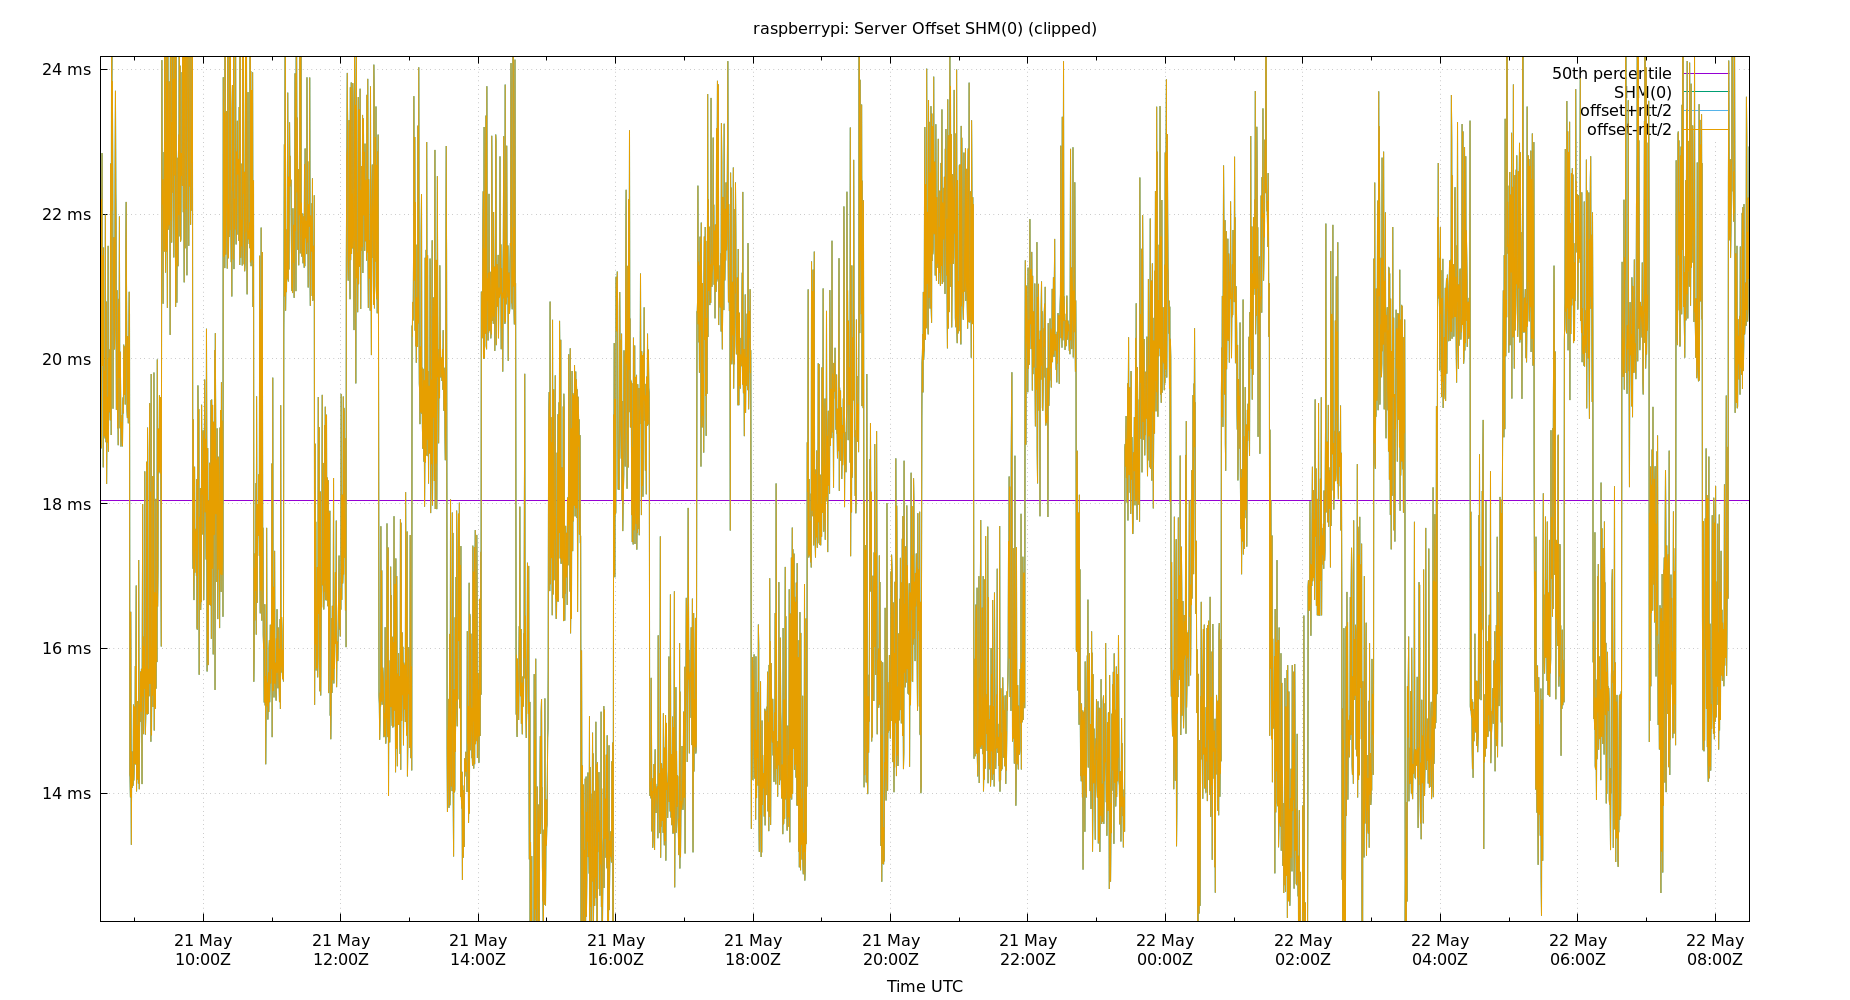 raspberrypi: Server Offset SHM(0) (clipped)
24 ms
22 ms
20 ms
18 ms
16 ms
14 ms
50th percentile
SHM(0)
offset+rtt/2
offset-rtt/2
21 May 21 May 21 May 21 May 21 May 21 May 21 May 22 May 22 May 22 May 22 May 22 May
10:00Z 12:00Z 14:00Z 16:00Z 18:00Z 20:00Z 22:00Z 00:00Z 02:00Z 04:00Z 06:00Z 08:00Z
Time UTC